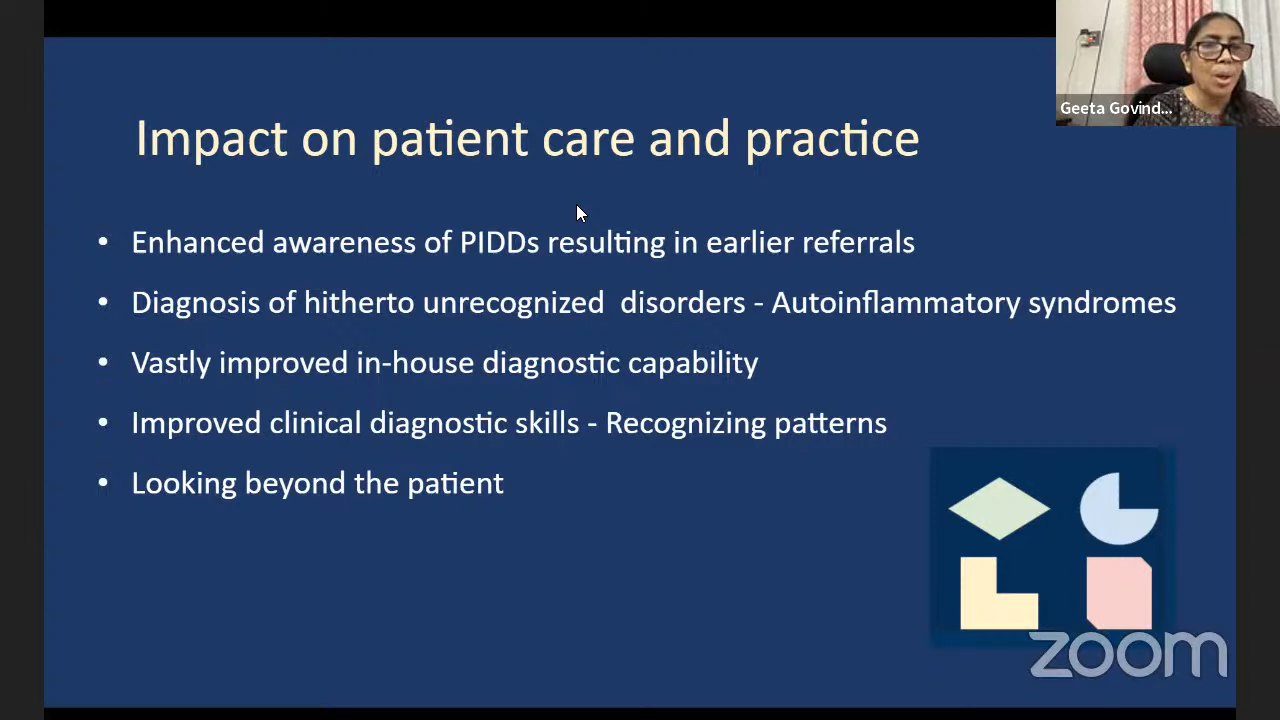 Geeta Govind...
Impact on patient care and practice
• Enhanced awareness of PIDDs resulting in earlier referrals
• Diagnosis of hitherto unrecognized  disorders - Autoinflammatory syndromes
• Vastly improved in-house diagnostic capability
• Improved clinical diagnostic skills - Recognizing patterns
• Looking beyond the patient
zoom